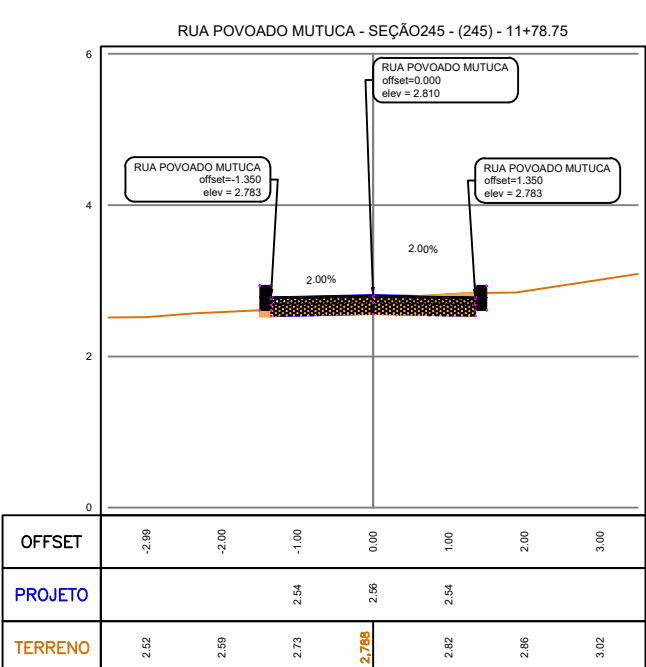 RUA POVOADO MUTUCA - SEÇÃO245 - (245) - 11+78.75
6
RUA POVOADO MUTUCA
offset=0.000
elev = 2.810
RUA POVOADO MUTUCA
offset=-1.350
elev = 2.783
RUA POVOADO MUTUCA
offset=1.350
elev = 2.783
4
2.00%
2.00%
2
0
OFFSET -2.99 -2.00 -1.00 0.00 1.00 2.00 3.00
PROJETO 2.54 2.56 2.54
TERRENO 2.52 2.59 2.73 2,788 2.82 2.86 3.02